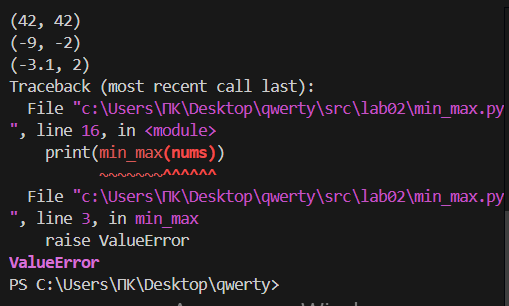 (42, 42)
(-9, -2)
(-3.1, 2)
Traceback (most recent call last):
  File "c:\Users\ПК\Desktop\qwerty\src\lab02\min_max.py
", line 16, in <module>
    print(min_max(nums))
          ~~~~~~~^^^^^^
  File "c:\Users\ПК\Desktop\qwerty\src\lab02\min_max.py
", line 3, in min_max
    raise ValueError
ValueError
PS C:\Users\ПК\Desktop\qwerty>